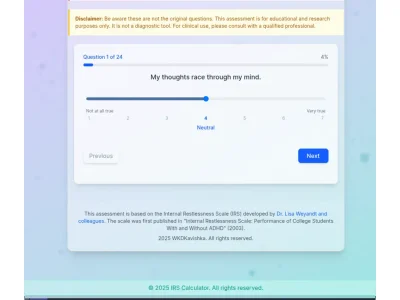 Disclaimer: Be aware these are not the original questions. This assessment is for educational and research
purposes only. It is not a diagnostic tool. For clinical use, please consult with a qualified professional.
Question 1 of 24 4%
My thoughts race through my mind.
Not at all true Very true
1 2 3 4 5 6 7
Neutral
Previous Next
This assessment is based on the Internal Restlessness Scale (IRS) developed by Dr. Lisa Weyandt and
colleagues. The scale was first published in "Internal Restlessness Scale: Performance of College Students
With and Without ADHD" (2003).
2025 WKDKavishka. All rights reserved.
© 2025 IRS Calculator. All rights reserved.